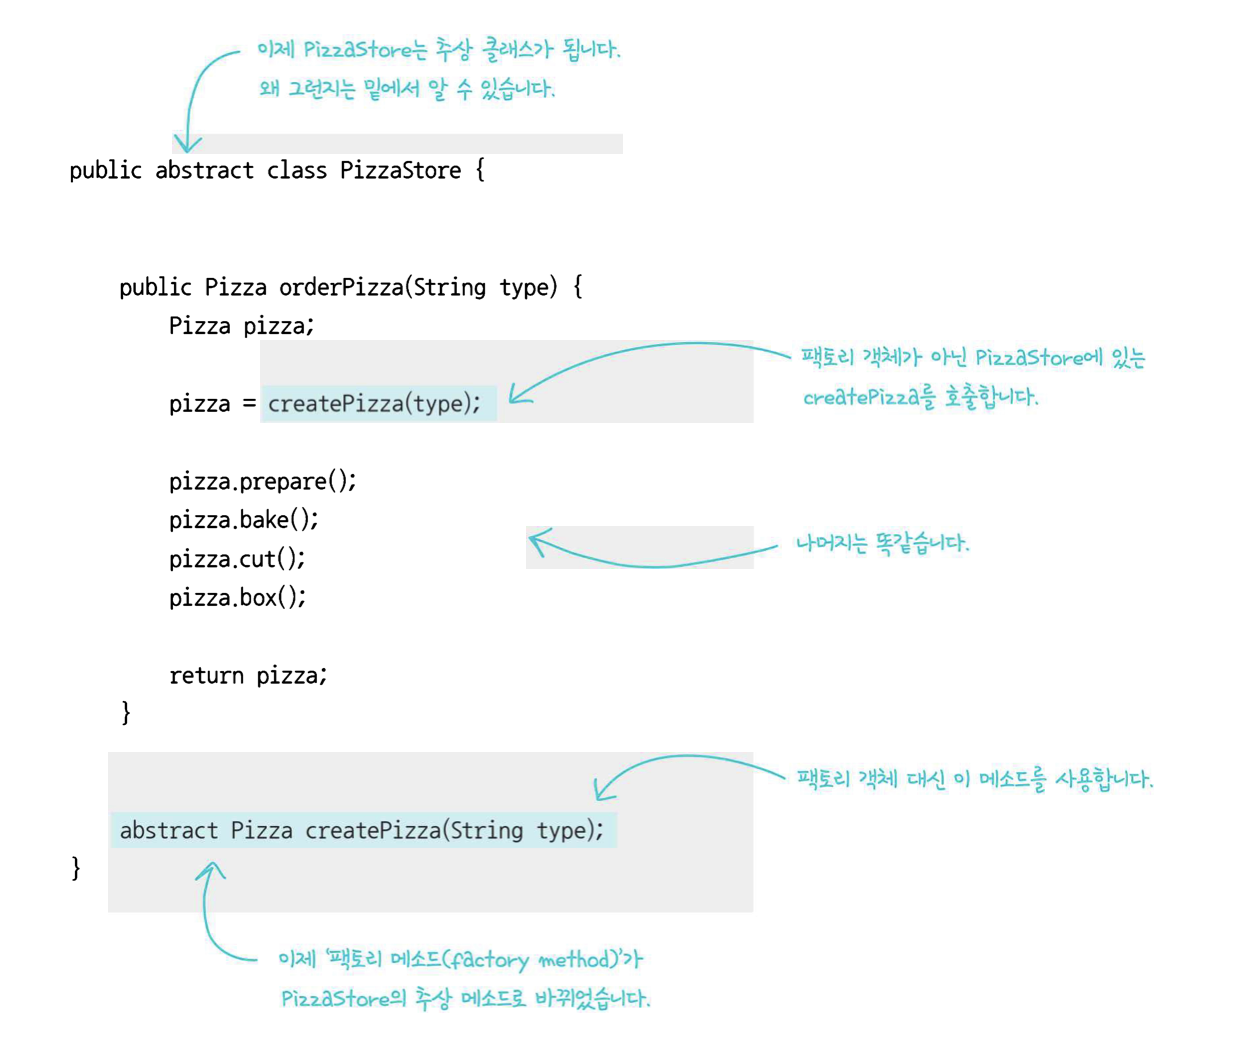 이제 PizzaStore는 추상 클래스가 됩니다.
왜 그런지는 밑에서 알 수 있습니다.
public abstract class PizzaStore {
public Pizza orderPizza(String type) {
Pizza pizza;
팩토리 객체가 아닌 PizzaStore에 있는
pizza = createPizza(type);
createPizza를 호출합니다.
pizza.prepare();
pizza.bake();
나머지는 똑같습니다.
pizza.cut();
pizza.box();
return pizza;
}
팩토리 객체 대신 이 메소드를 사용합니다.
abstract Pizza createPizza(String type);
}
이제 ‘팩토리 메소드(factory method)’가
PizzaStore의 추상 메소드로 바뀌었습니다.